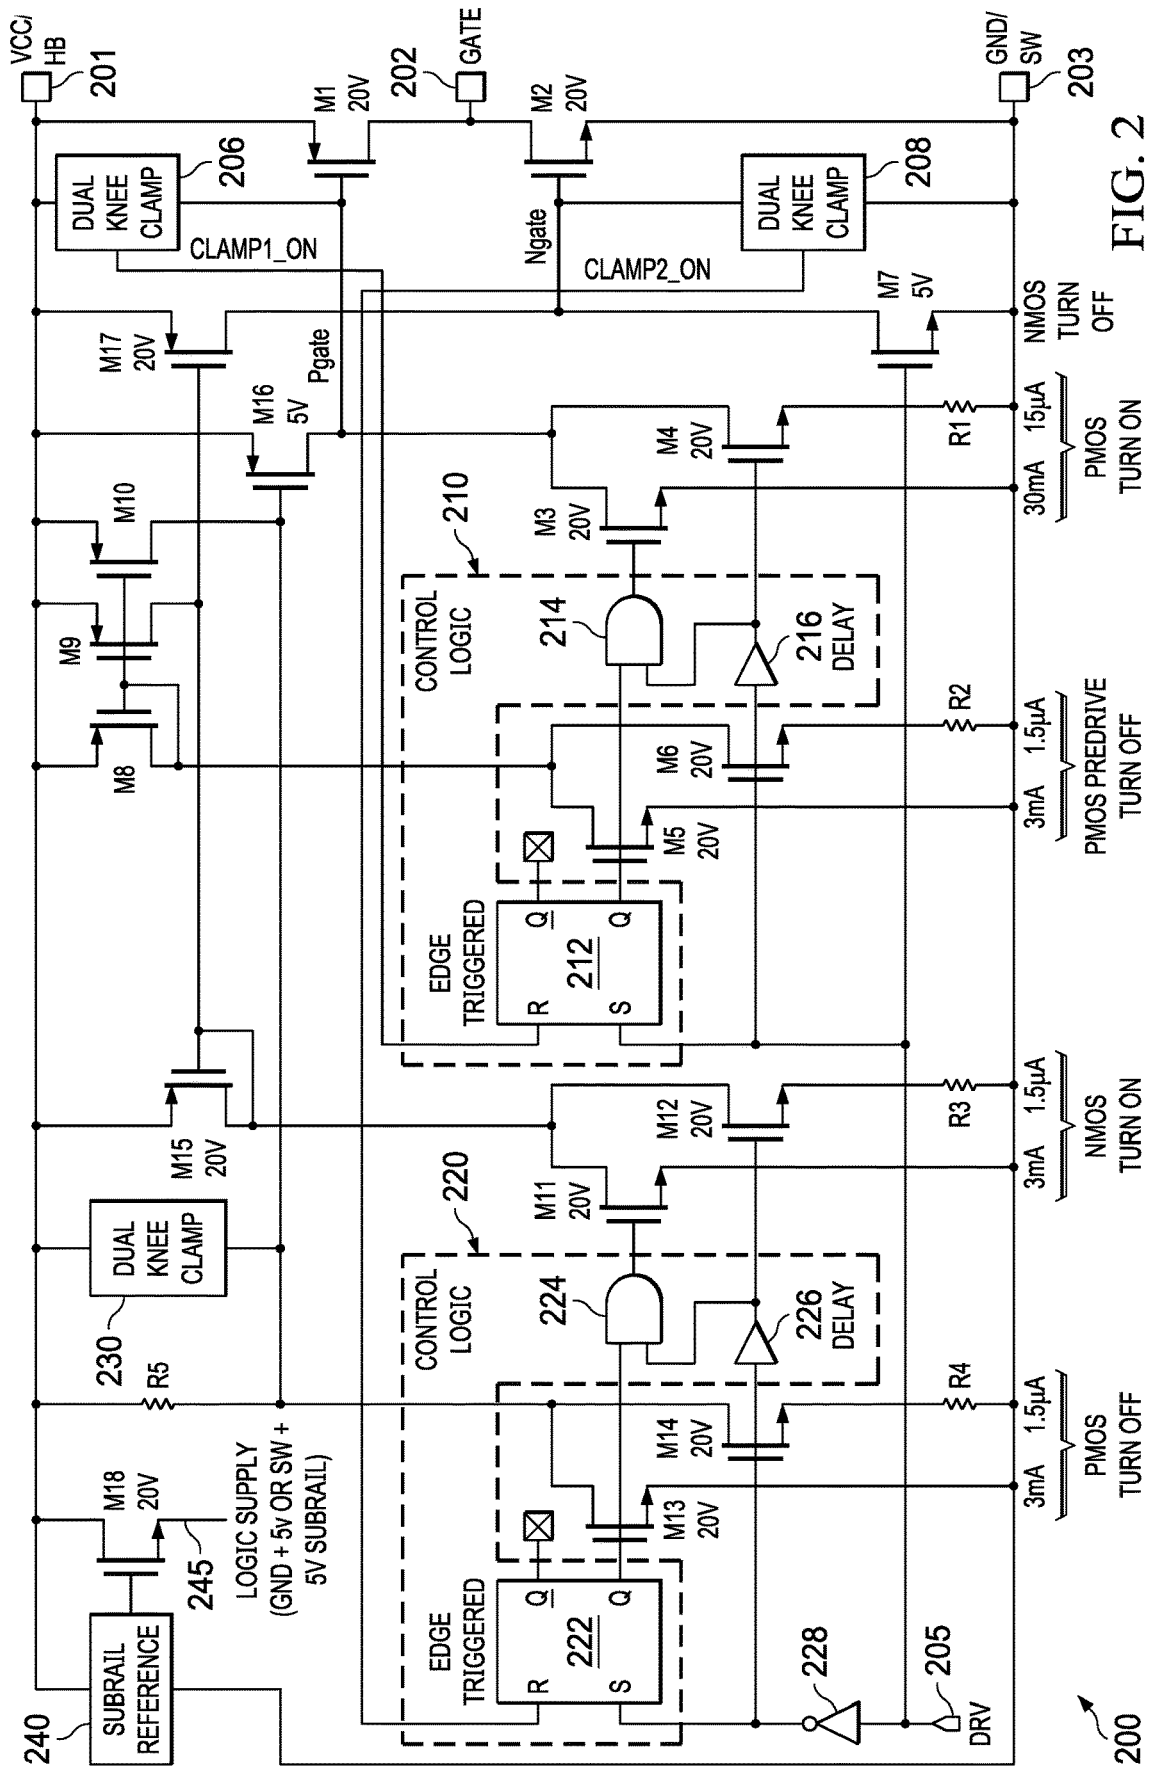 VCC/
HB
201
202
GATE
GND/
SW
203
FIG. 2
DUAL
KNEE
CLAMP
206
M1
20V
M2
20V
DUAL
KNEE
CLAMP
208
CLAMP1_ON
Ngate
CLAMP2_ON
M17
20V
M16
5V
Pgate
M7
5V
NMOS
TURN
OFF
M10
M9
M8
210
CONTROL
LOGIC
M3
20V
M4
20V
R1
30mA
15µA
PMOS
TURN ON
214
216
DELAY
M5
20V
M6
20V
R2
3mA
1.5µA
PMOS PREDRIVE
TURN OFF
EDGE
TRIGGERED
R
Q
S
Q
212
M15
20V
DUAL
KNEE
CLAMP
230
220
CONTROL
LOGIC
M11
20V
M12
20V
R3
3mA
1.5µA
NMOS
TURN ON
224
226
DELAY
R5
M13
20V
M14
20V
R4
3mA
1.5µA
PMOS
TURN OFF
EDGE
TRIGGERED
R
Q
S
Q
222
M18
20V
245
LOGIC SUPPLY
(GND + 5v OR SW +
5V SUBRAIL)
SUBRAIL
REFERENCE
240
228
205
DRV
200